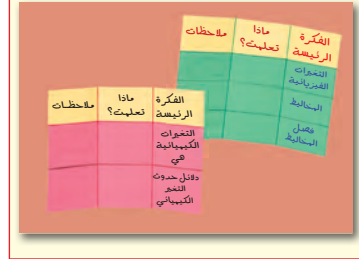 الفكرة الرئيسة
ماذا تعلمت؟
ملاحظات
التغيرات الفيزيائية
المخاليط
فصل المخاليط
الفكرة الرئيسة
ماذا تعلمت؟
ملاحظات
التغيرات الكيميائية هي
دلائل حدوث التغير الكيميائي